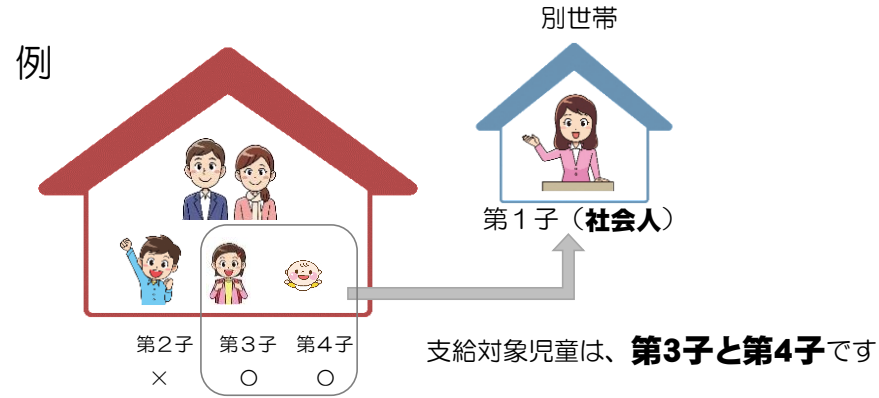 別世帯
例
第１子（社会人）
第2子 第３子 第４子
× ○ ○
支給対象児童は、第3子と第4子です